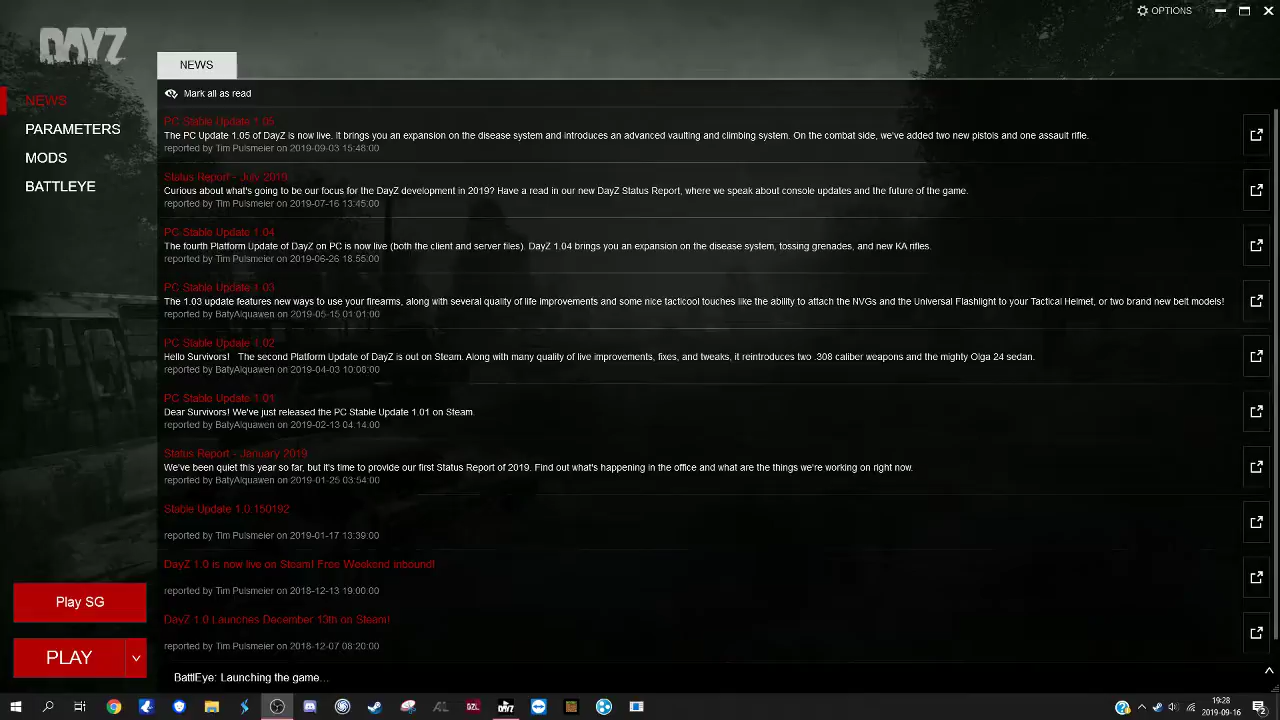 OPTIONS
DAYZ
NEWS
Mark all as read
NEWS
PARAMETERS
MODS
BATTLEYE
PC Stable Update 1.05
The PC Update 1.05 of DayZ is now live. It brings you an expansion on the disease system and introduces an advanced vaulting and climbing system. On the combat side, we've added two new pistols and one assault rifle.
reported by Tim Pulsmeier on 2019-09-03 15:48:00
Status Report - July 2019
Curious about what's going to be our focus for the DayZ development in 2019? Have a read in our new DayZ Status Report, where we speak about console updates and the future of the game.
reported by Tim Pulsmeier on 2019-07-16 13:45:00
PC Stable Update 1.04
The fourth Platform Update of DayZ on PC is now live (both the client and server files). DayZ 1.04 brings you an expansion on the disease system, tossing grenades, and new KA rifles.
reported by Tim Pulsmeier on 2019-06-26 18:55:00
PC Stable Update 1.03
The 1.03 update features new ways to use your firearms, along with several quality of life improvements and some nice tacticool touches like the ability to attach the NVGs and the Universal Flashlight to your Tactical Helmet, or two brand new belt models!
reported by BatyAlquawen on 2019-05-15 01:01:00
PC Stable Update 1.02
Hello Survivors! The second Platform Update of DayZ is out on Steam. Along with many quality of live improvements, fixes, and tweaks, it reintroduces two .308 caliber weapons and the mighty Olga 24 sedan.
reported by BatyAlquawen on 2019-04-03 10:08:00
PC Stable Update 1.01
Dear Survivors! We've just released the PC Stable Update 1.01 on Steam.
reported by BatyAlquawen on 2019-02-13 04:14:00
Status Report - January 2019
We've been quiet this year so far, but it's time to provide our first Status Report of 2019. Find out what's happening in the office and what are the things we're working on right now.
reported by BatyAlquawen on 2019-01-25 03:54:00
Stable Update 1.0.150192
reported by Tim Pulsmeier on 2019-01-17 13:39:00
DayZ 1.0 is now live on Steam! Free Weekend inbound!
reported by Tim Pulsmeier on 2018-12-13 19:00:00
DayZ 1.0 Launches December 13th on Steam!
reported by Tim Pulsmeier on 2018-12-07 08:20:00
Play SG
PLAY
BattlEye: Launching the game...
DZL
19:28
2019-09-16
2